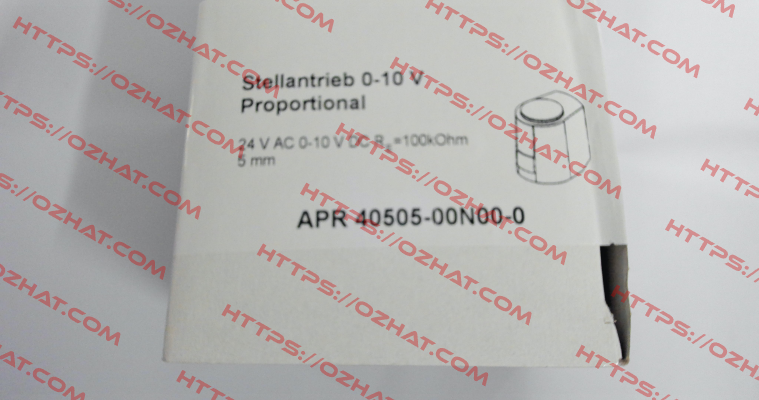 Stellantrieb 0-10 V
Proportional
24 V AC 0-10 V DC RE=100kOhm
5 mm
APR 40505-00N00-0
HTTPS://OZHAT.COM